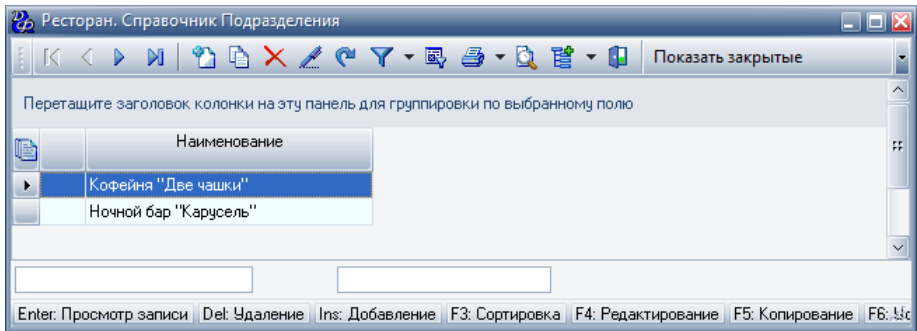 Ресторан. Справочник Подразделения
Показать закрытые
Перетащите заголовок колонки на эту панель для группировки по выбранному полю
Наименование
Кофейня "Две чашки"
Ночной бар "Карусель"
Enter: Просмотр записи Del: Удаление Ins: Добавление F3: Сортировка F4: Редактирование F5: Копирование F6: